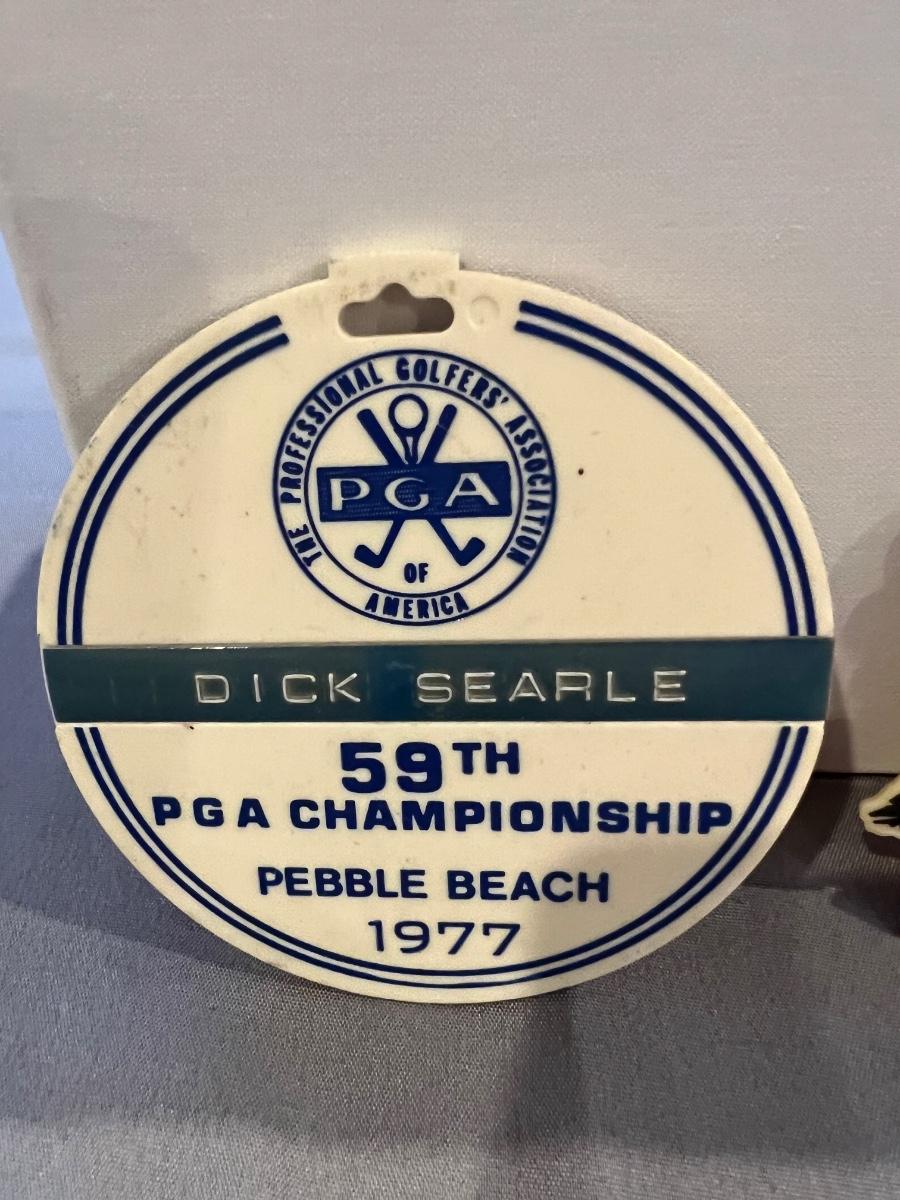 THE PROFESSIONAL GOLFERS' ASSOCIATION
PGA
OF
AMERICA
DICK SEARLE
59TH
PGA CHAMPIONSHIP
PEBBLE BEACH
1977